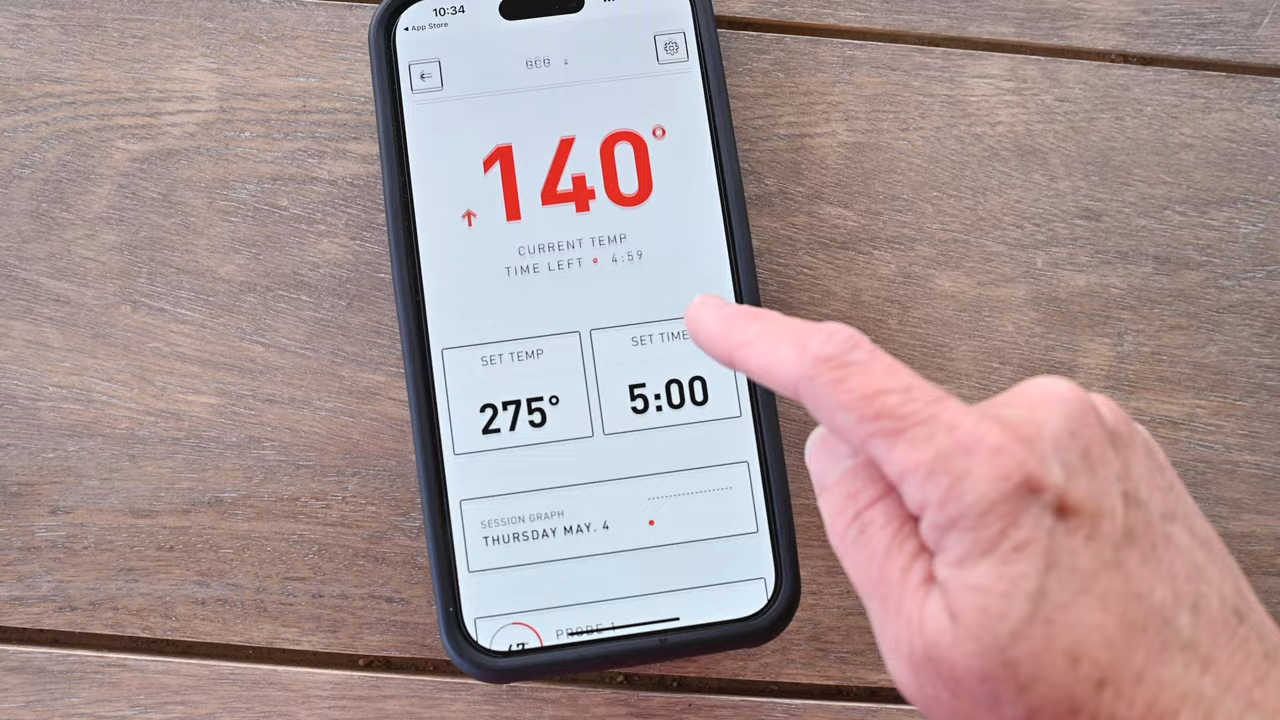 10:34
◀ App Store
140°
CURRENT TEMP
TIME LEFT • 4:59
SET TEMP
275°
SET TIME
5:00
SESSION GRAPH
THURSDAY MAY. 4
PROBE 1